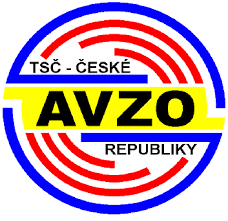 TSČ - ČESKÉ
AVZO
REPUBLIKY